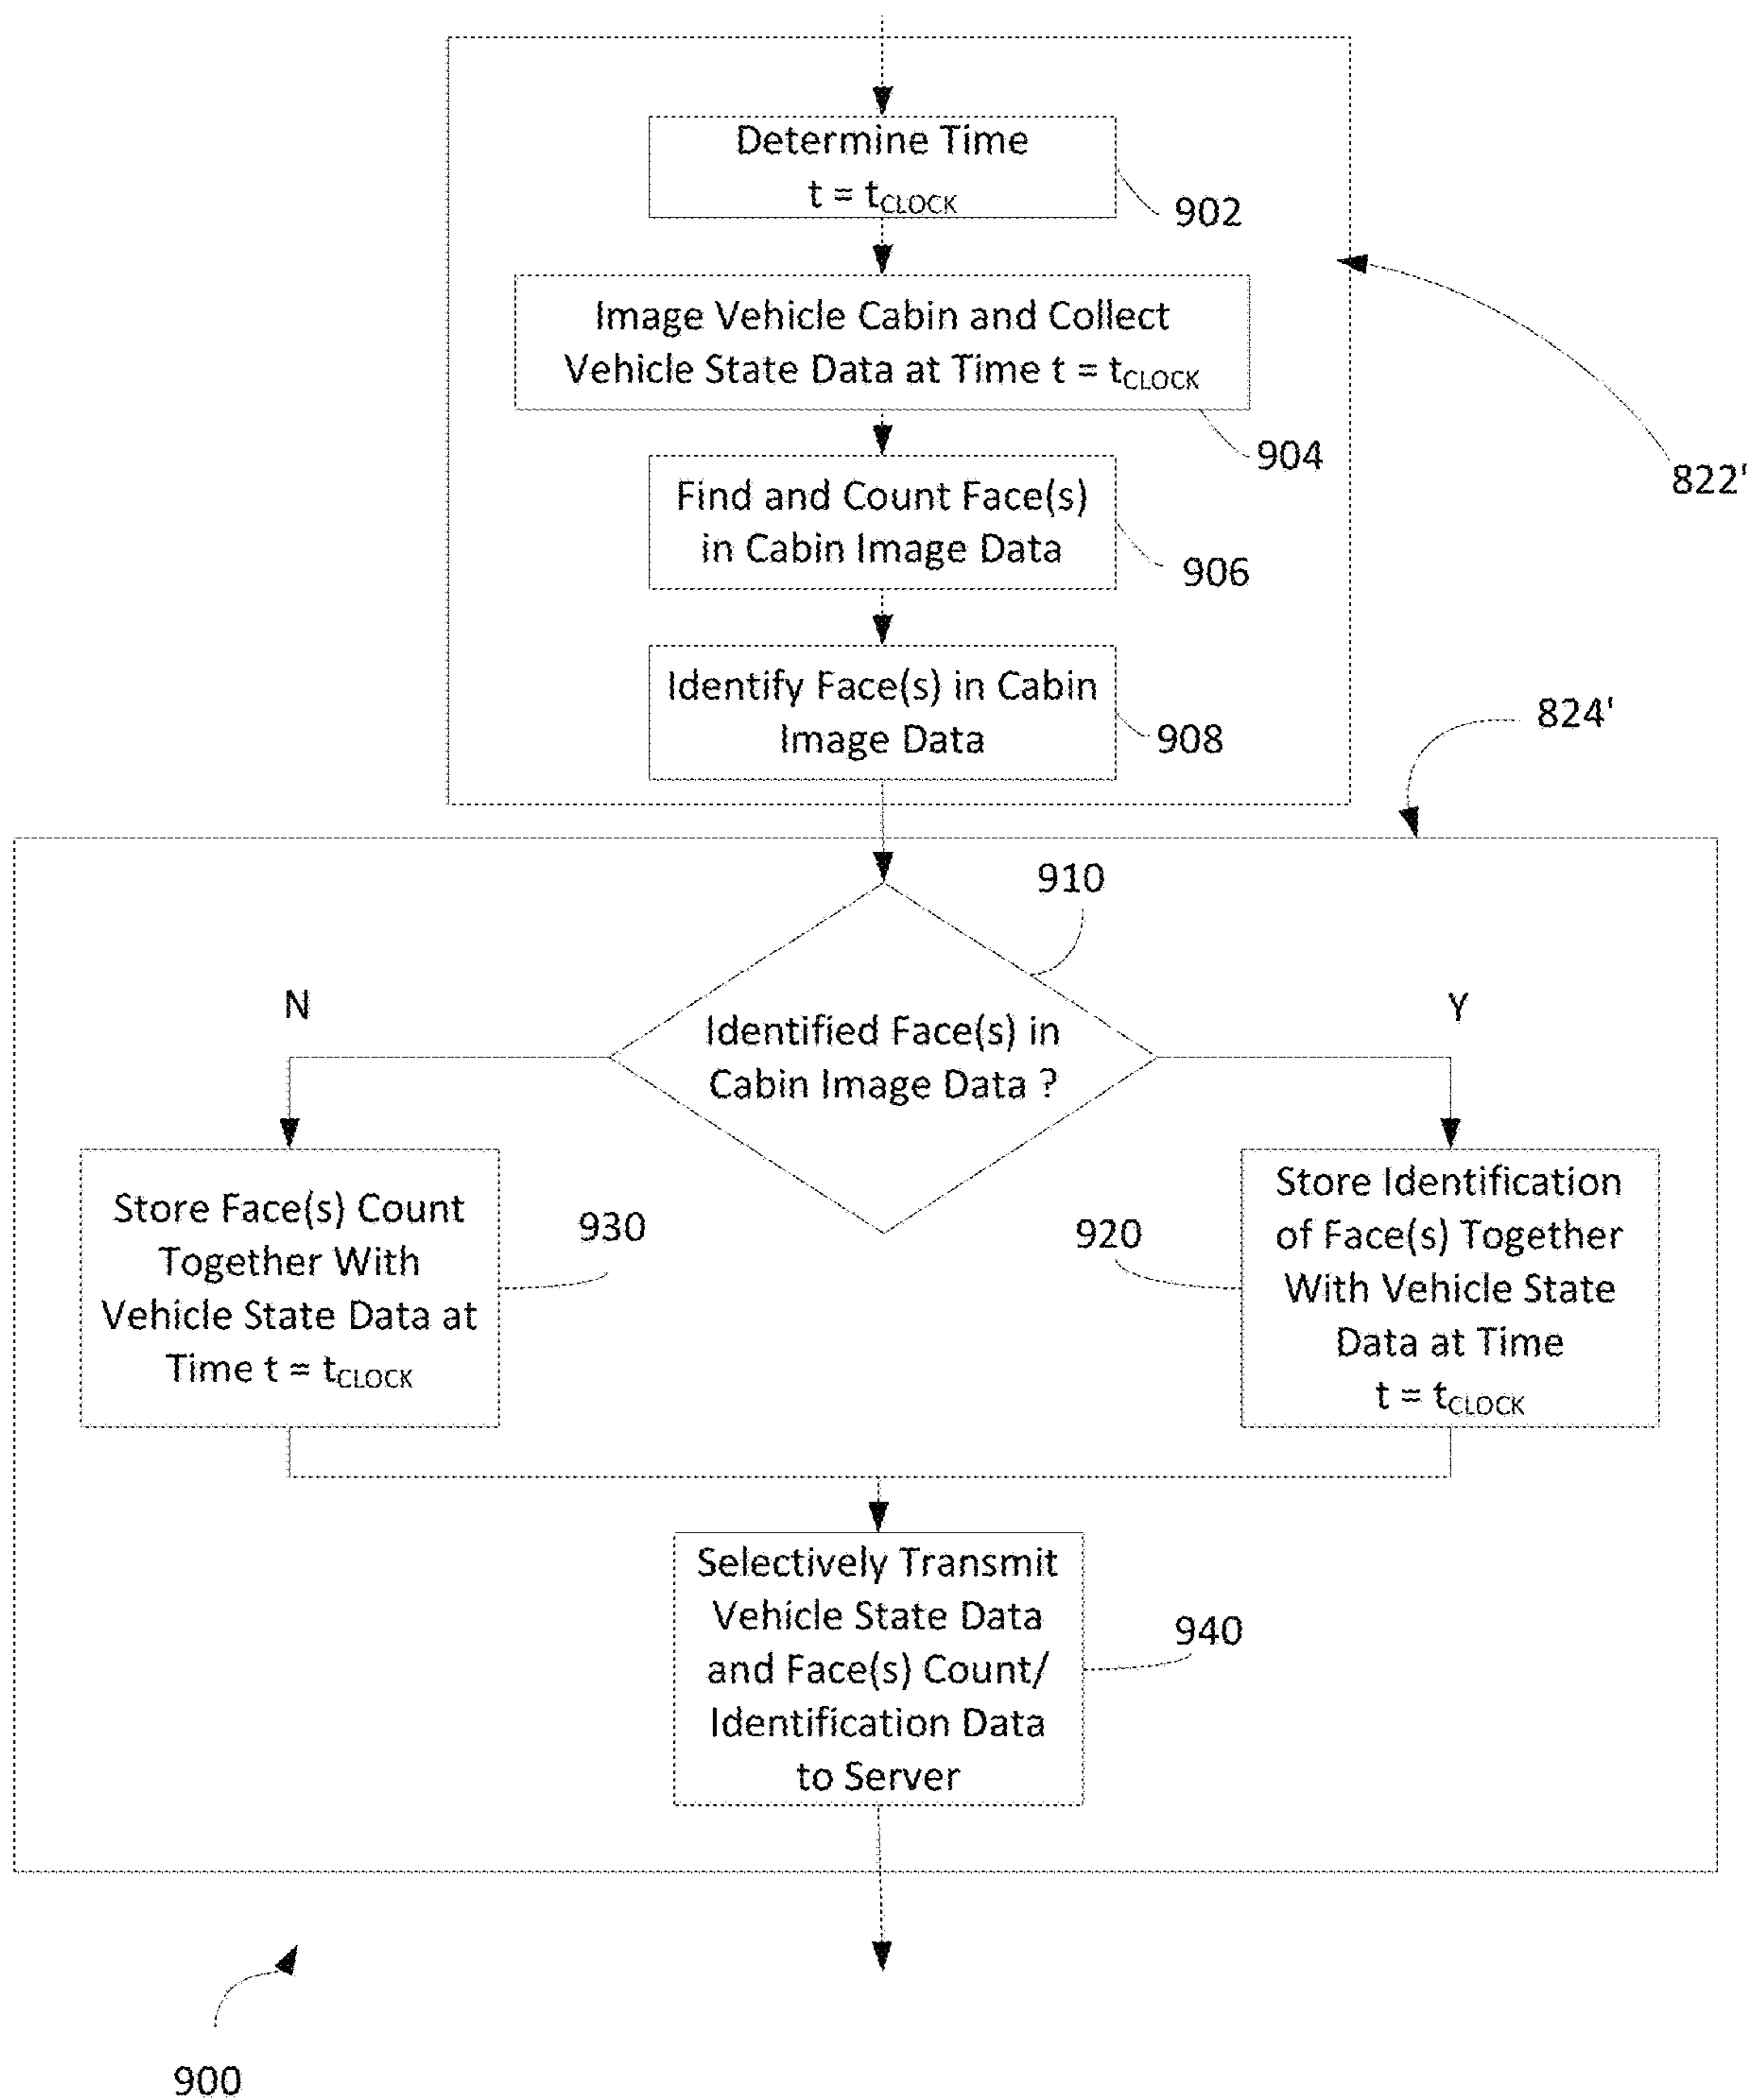 Determine Time
t = tCLOCK
902
Image Vehicle Cabin and Collect
Vehicle State Data at Time t = tCLOCK
904
822'
Find and Count Face(s)
in Cabin Image Data
906
Identify Face(s) in Cabin
Image Data
908
824'
910
N
Y
Identified Face(s) in
Cabin Image Data ?
Store Face(s) Count
Together With
Vehicle State Data at
Time t = tCLOCK
930
920
Store Identification
of Face(s) Together
With Vehicle State
Data at Time
t = tCLOCK
Selectively Transmit
Vehicle State Data
and Face(s) Count/
Identification Data
to Server
940
900